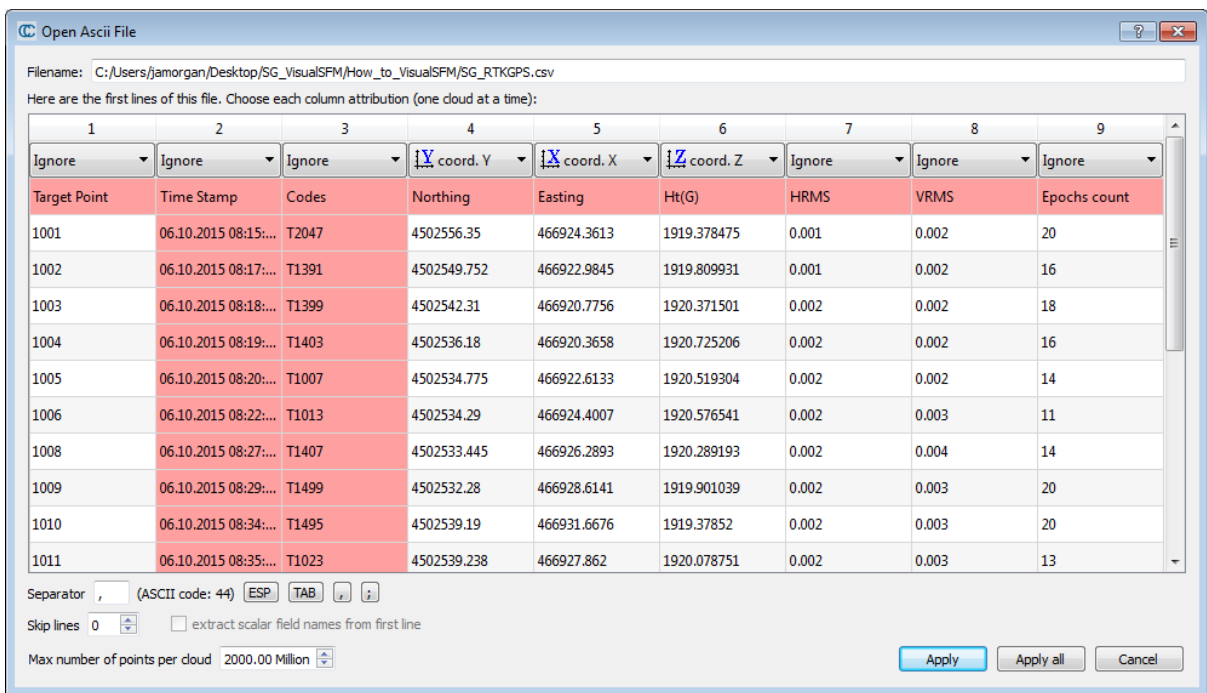 Open Ascii File
Filename: C:/Users/jamorgan/Desktop/SG_VisualSFM/How_to_VisualSFM/SG_RTKGPS.csv
Here are the first lines of this file. Choose each column attribution (one cloud at a time):
1 2 3 4 5 6 7 8 9
Ignore Ignore Ignore Y coord. Y X coord. X Z coord. Z Ignore Ignore Ignore
Target Point Time Stamp Codes Northing Easting Ht(G) HRMS VRMS Epochs count
1001 06.10.2015 08:15:... T2047 4502556.35 466924.3613 1919.378475 0.001 0.002 20
1002 06.10.2015 08:17:... T1391 4502549.752 466922.9845 1919.809931 0.001 0.002 16
1003 06.10.2015 08:18:... T1399 4502542.31 466920.7756 1920.371501 0.002 0.002 18
1004 06.10.2015 08:19:... T1403 4502536.18 466920.3658 1920.725206 0.002 0.002 16
1005 06.10.2015 08:20:... T1007 4502534.775 466922.6133 1920.519304 0.002 0.002 14
1006 06.10.2015 08:22:... T1013 4502534.29 466924.4007 1920.576541 0.002 0.003 11
1008 06.10.2015 08:27:... T1407 4502533.445 466926.2893 1920.289193 0.002 0.004 14
1009 06.10.2015 08:29:... T1499 4502532.28 466928.6141 1919.901039 0.002 0.003 20
1010 06.10.2015 08:34:... T1495 4502539.19 466931.6676 1919.37852 0.002 0.003 20
1011 06.10.2015 08:35:... T1023 4502539.238 466927.862 1920.078751 0.002 0.003 13
Separator , (ASCII code: 44) ESP TAB , ;
Skip lines 0 extract scalar field names from first line
Max number of points per cloud 2000.00 Million Apply Apply all Cancel